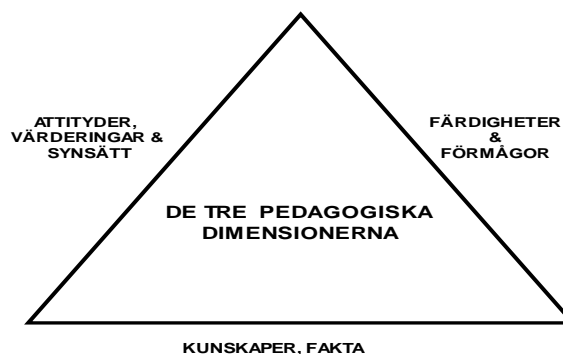 ATTITYDER,
VÄRDERINGAR &
SYNSÄTT
FÄRDIGHETER
&
FÖRMÅGOR
DE TRE PEDAGOGISKA
DIMENSIONERNA
KUNSKAPER, FAKTA